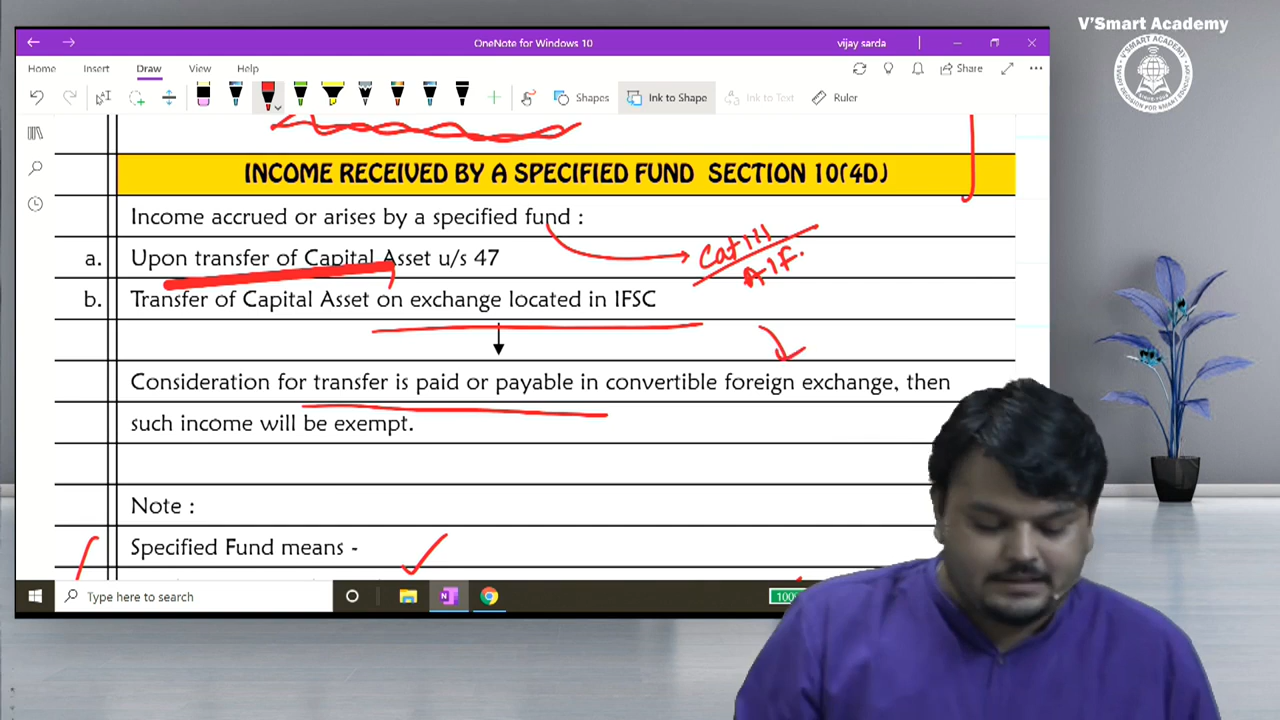 V'Smart Academy
OneNote for Windows 10
vijay sarda
Home Insert Draw View Help
Share
Shapes
Ink to Shape
Ink to Text
Ruler
INCOME RECEIVED BY A SPECIFIED FUND SECTION 10(4D)
Income accrued or arises by a specified fund :
Cat III
A I F.
a. Upon transfer of Capital Asset u/s 47
b. Transfer of Capital Asset on exchange located in IFSC
Consideration for transfer is paid or payable in convertible foreign exchange, then
such income will be exempt.
Note :
Specified Fund means -
Type here to search
100%